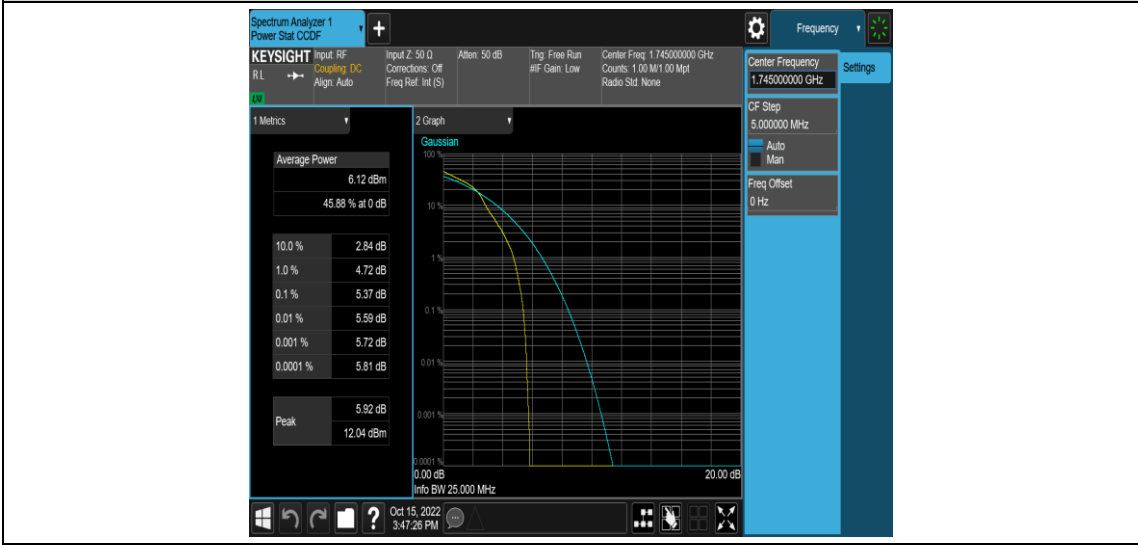 Spectrum Analyzer 1
Power Stat CCDF
Frequency
KEYSIGHT
RL
LXI
Input: RF
Coupling: DC
Align: Auto
Input Z: 50 Ω
Corrections: Off
Freq Ref: Int (S)
Atten: 50 dB
Trig: Free Run
#IF Gain: Low
Center Freq: 1.745000000 GHz
Counts: 1.00 M/1.00 Mpt
Radio Std: None
Center Frequency
1.745000000 GHz
Settings
CF Step
5.000000 MHz
Auto
Man
Freq Offset
0 Hz
1 Metrics
Average Power
6.12 dBm
45.88 % at 0 dB
10.0 % 2.84 dB
1.0 % 4.72 dB
0.1 % 5.37 dB
0.01 % 5.59 dB
0.001 % 5.72 dB
0.0001 % 5.81 dB
Peak
5.92 dB
12.04 dBm
2 Graph
Gaussian
100 %
10 %
1 %
0.1 %
0.01 %
0.001 %
0.0001 %
0.00 dB 20.00 dB
Info BW 25.000 MHz
?
Oct 15, 2022
3:47:26 PM